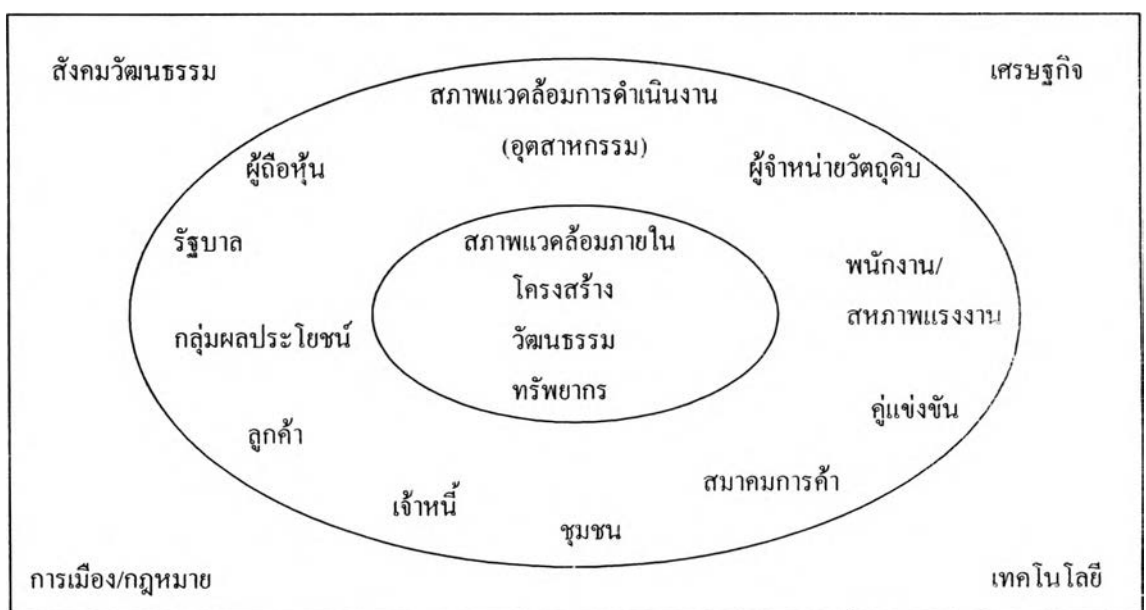 สังคมวัฒนธรรม
เศรษฐกิจ
สภาพแวดล้อมการดำเนินงาน
(อุตสาหกรรม)
ผู้ถือหุ้น
ผู้จำหน่ายวัตถุดิบ
รัฐบาล
สภาพแวดล้อมภายใน
โครงสร้าง
วัฒนธรรม
ทรัพยากร
พนักงาน/
สหภาพแรงงาน
กลุ่มผลประโยชน์
ลูกค้า
คู่แข่งขัน
เจ้าหนี้
สมาคมการค้า
ชุมชน
การเมือง/กฎหมาย
เทคโนโลยี